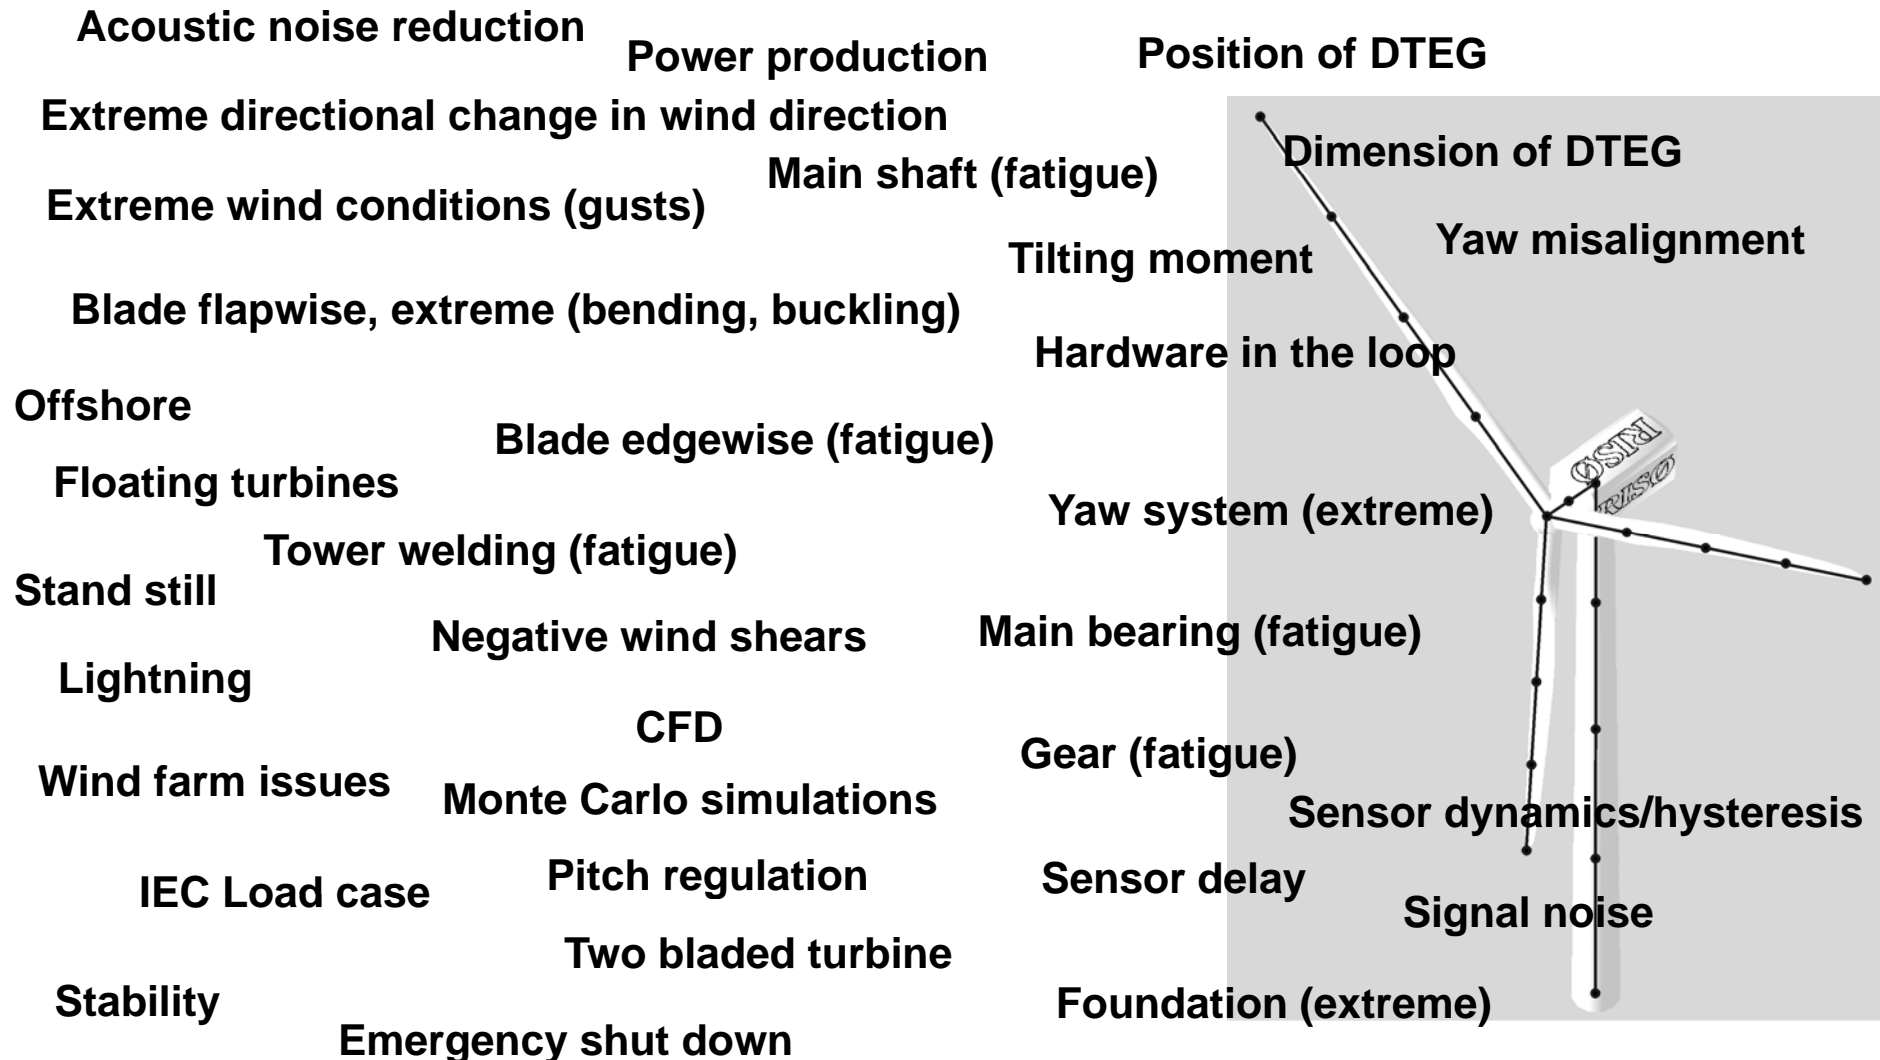 Acoustic noise reduction
Power production
Position of DTEG
Extreme directional change in wind direction
Dimension of DTEG
Main shaft (fatigue)
Extreme wind conditions (gusts)
Yaw misalignment
Tilting moment
Blade flapwise, extreme (bending, buckling)
Hardware in the loop
Offshore
Blade edgewise (fatigue)
RISØ
Floating turbines
RISØ
Yaw system (extreme)
Tower welding (fatigue)
Stand still
Negative wind shears
Main bearing (fatigue)
Lightning
CFD
Gear (fatigue)
Wind farm issues
Monte Carlo simulations
Sensor dynamics/hysteresis
Pitch regulation
Sensor delay
IEC Load case
Signal noise
Two bladed turbine
Stability
Foundation (extreme)
Emergency shut down